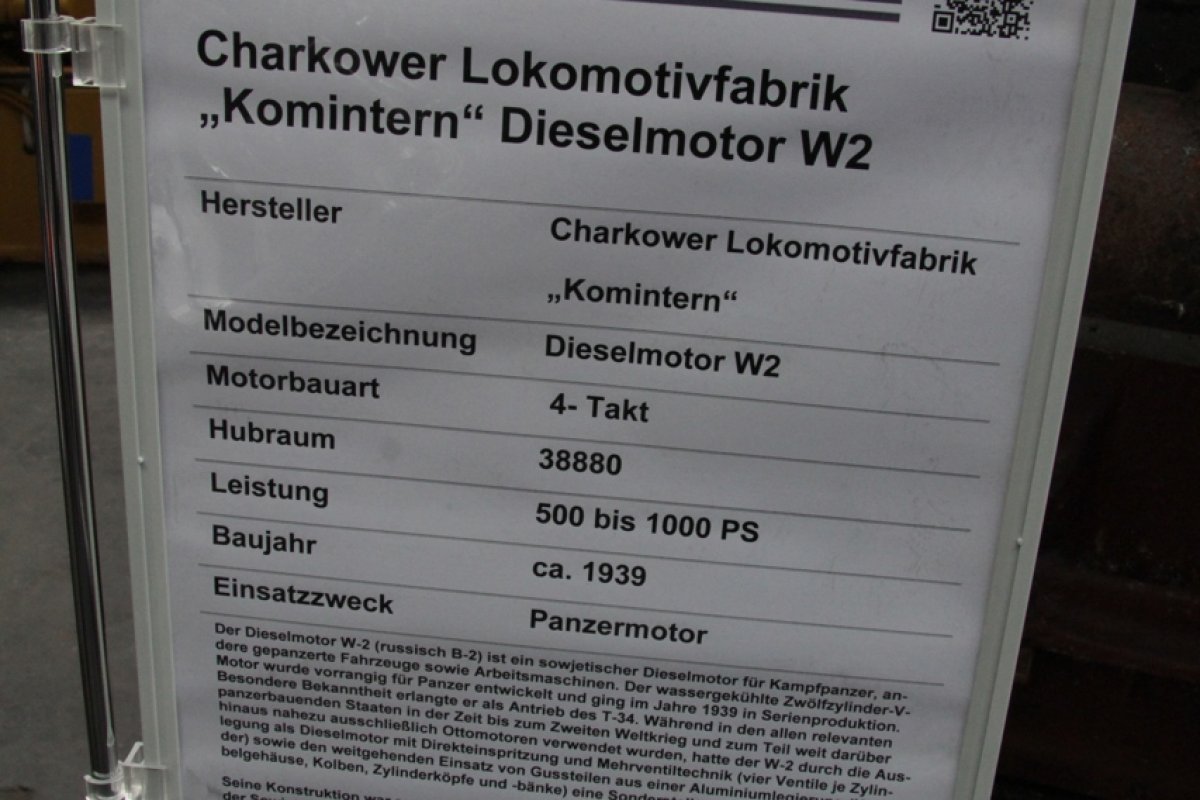 Charkower Lokomotivfabrik
„Komintern“ Dieselmotor W2
Hersteller
Charkower Lokomotivfabrik
„Komintern“
Modelbezeichnung Dieselmotor W2
Motorbauart 4- Takt
Hubraum 38880
Leistung 500 bis 1000 PS
Baujahr ca. 1939
Einsatzzweck Panzermotor
Der Dieselmotor W-2 (russisch В-2) ist ein sowjetischer Dieselmotor für Kampfpanzer, an-
dere gepanzerte Fahrzeuge sowie Arbeitsmaschinen. Der wassergekühlte Zwölfzylinder-V-
Motor wurde vorrangig für Panzer entwickelt und ging im Jahre 1939 in Serienproduktion.
Besondere Bekanntheit erlangte er als Antrieb des T-34. Während in den allen relevanten
panzerbauenden Staaten in der Zeit bis zum Zweiten Weltkrieg und zum Teil weit darüber
hinaus nahezu ausschließlich Ottomotoren verwendet wurden, hatte der W-2 durch die Aus-
legung als Dieselmotor mit Direkteinspritzung und Mehrventiltechnik (vier Ventile je Zylin-
der) sowie den weitgehenden Einsatz von Gussteilen aus einer Aluminiumlegierung
belgehäuse, Kolben, Zylinderköpfe und -bänke) eine
Seine Konstruktion